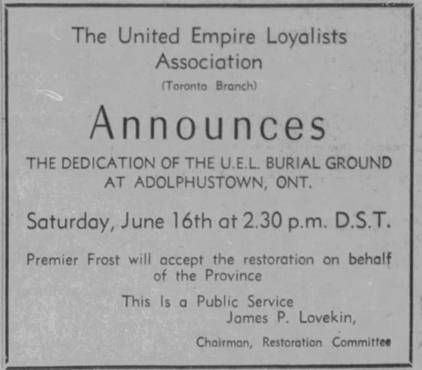 The United Empire Loyalists
Association
(Toronto Branch)
Announces
THE DEDICATION OF THE U.E.L. BURIAL GROUND
AT ADOLPHUSTOWN, ONT.
Saturday, June 16th at 2.30 p.m. D.S.T.
Premier Frost will accept the restoration on behalf
of the Province
This Is a Public Service
James P. Lovekin,
Chairman, Restoration Committee